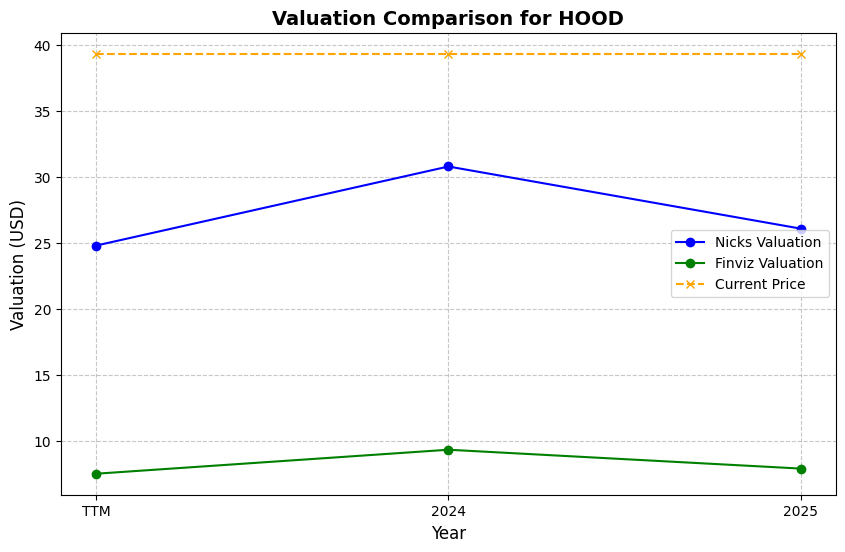 Valuation Comparison for HOOD
Valuation (USD)
40
35
30
25
20
15
10
Nicks Valuation
Finviz Valuation
Current Price
TTM
2024
2025
Year